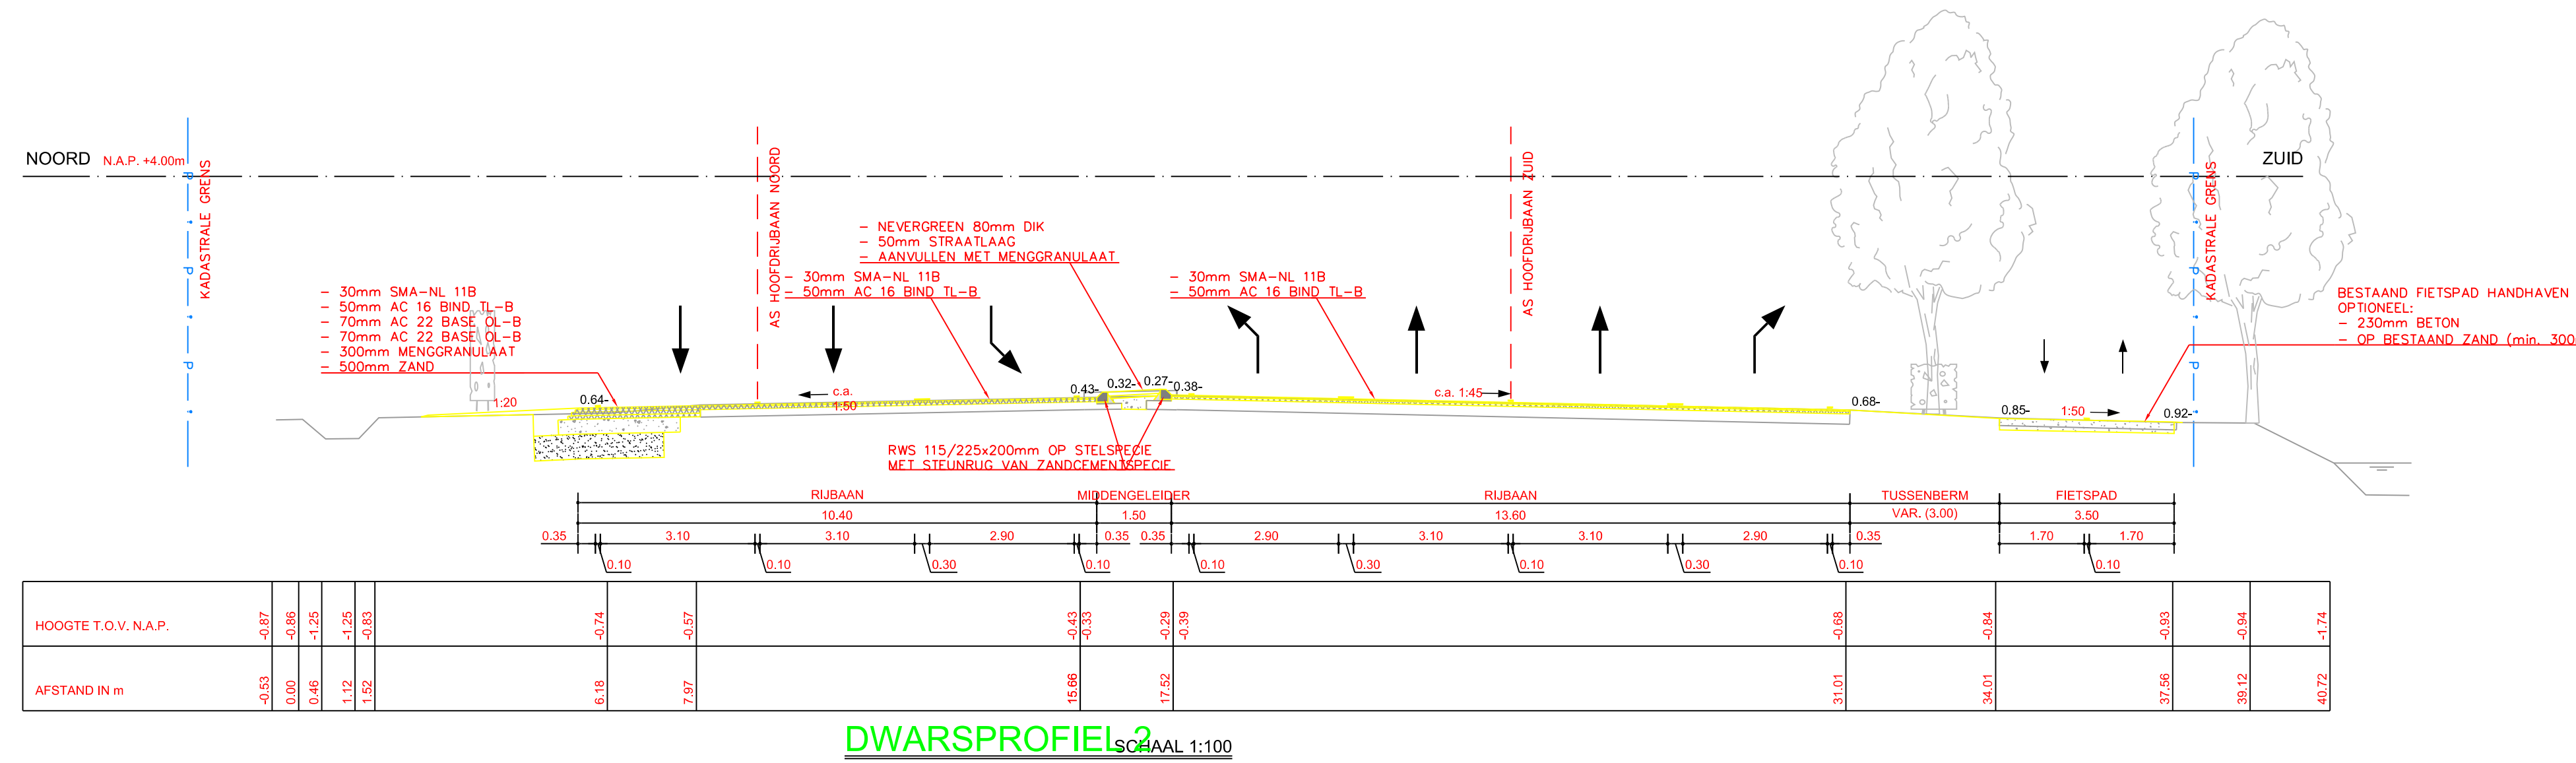 NOORD N.A.P. +4.00m
ZUID
KADASTRALE GRENS
AS HOOFDRIJBAAN NOORD
AS HOOFDRIJBAAN ZUID
KADASTRALE GRENS
P P P P
P P P P
- NEVERGREEN 80mm DIK
- 50mm STRAATLAAG
- AANVULLEN MET MENGGRANULAAT
- 30mm SMA-NL 11B
- 50mm AC 16 BIND TL-B
- 30mm SMA-NL 11B
- 50mm AC 16 BIND TL-B
- 30mm SMA-NL 11B
- 50mm AC 16 BIND TL-B
- 70mm AC 22 BASE OL-B
- 70mm AC 22 BASE OL-B
- 300mm MENGGRANULAAT
- 500mm ZAND
BESTAAND FIETSPAD HANDHAVEN
OPTIONEEL:
- 230mm BETON
- OP BESTAAND ZAND (min. 300
1:20 0.64- c.a. 1:50 0.43- 0.32- 0.27- 0.38- c.a. 1:45 0.68- 0.85- 1:50 0.92-
RWS 115/225x200mm OP STELSPECIE
MET STEUNRUG VAN ZANDCEMENTSPECIE
RIJBAAN MIDDENGELEIDER RIJBAAN TUSSENBERM FIETSPAD
10.40 1.50 13.60 VAR. (3.00) 3.50
0.35 3.10 3.10 2.90 0.35 0.35 2.90 3.10 3.10 2.90 0.35 1.70 1.70
0.10 0.10 0.30 0.10 0.10 0.30 0.10 0.30 0.10 0.10
HOOGTE T.O.V. N.A.P. -0.87 -0.86 -1.25 -1.25 -0.83 -0.74 -0.57 -0.43 -0.33 -0.29 -0.39 -0.68 -0.84 -0.93 -0.94 -1.74
AFSTAND IN m -0.53 0.00 0.46 1.12 1.52 6.18 7.97 15.66 17.52 31.01 34.01 37.56 39.12 40.72
DWARSPROFIEL 2
SCHAAL 1:100